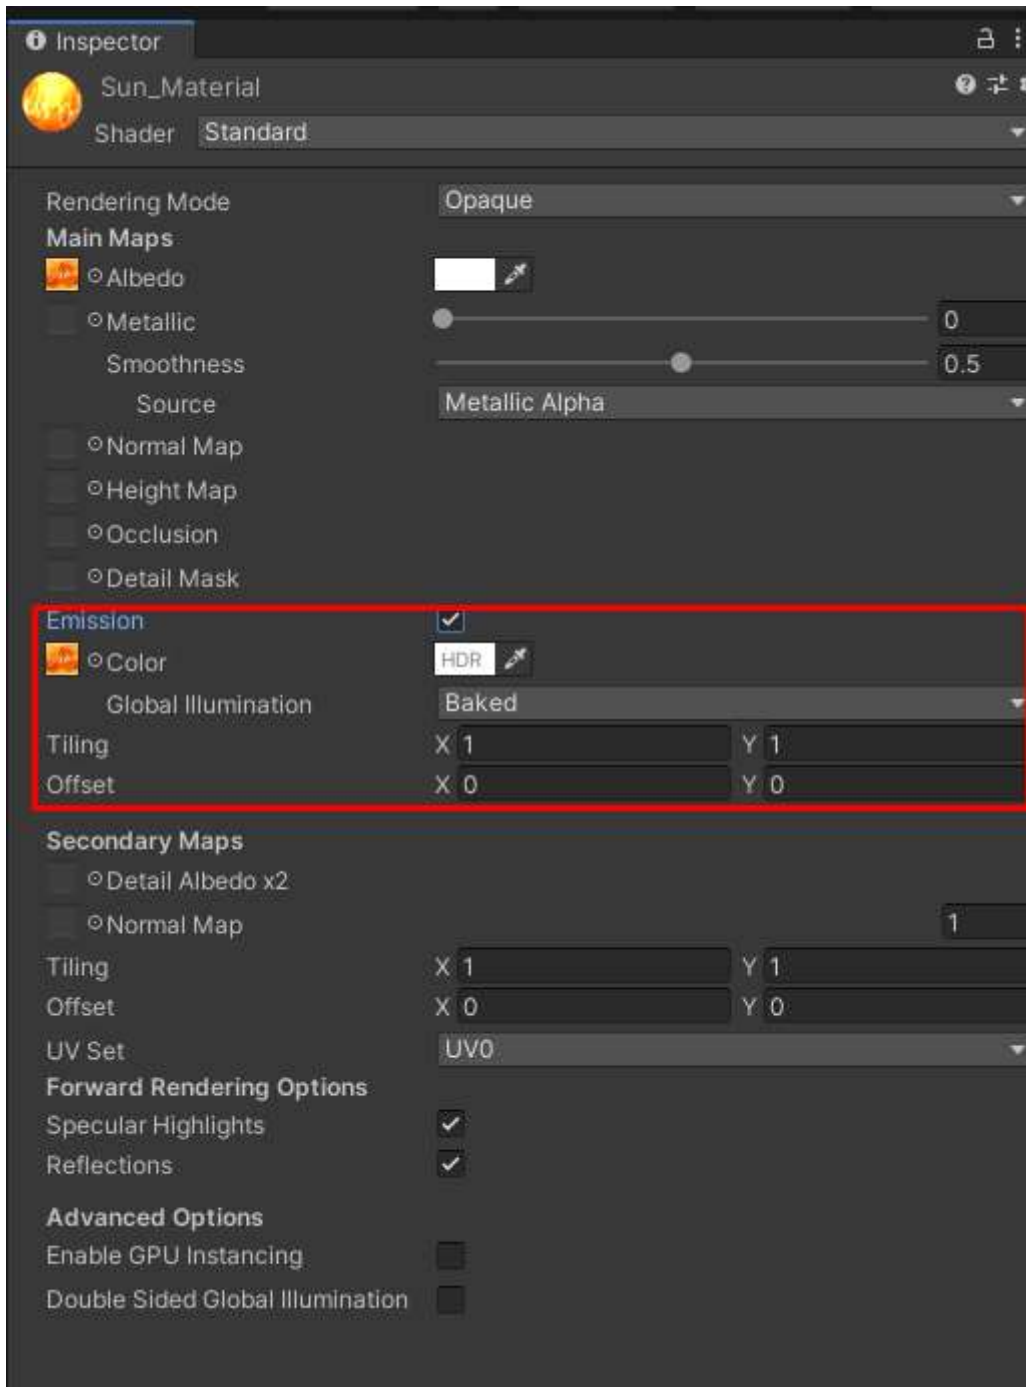 Inspector
Sun_Material
Shader Standard
Rendering Mode Opaque
Main Maps
Albedo
Metallic 0
Smoothness 0.5
Source Metallic Alpha
Normal Map
Height Map
Occlusion
Detail Mask
Emission
Color HDR
Global Illumination Baked
Tiling X 1 Y 1
Offset X 0 Y 0
Secondary Maps
Detail Albedo x2
Normal Map 1
Tiling X 1 Y 1
Offset X 0 Y 0
UV Set UV0
Forward Rendering Options
Specular Highlights
Reflections
Advanced Options
Enable GPU Instancing
Double Sided Global Illumination